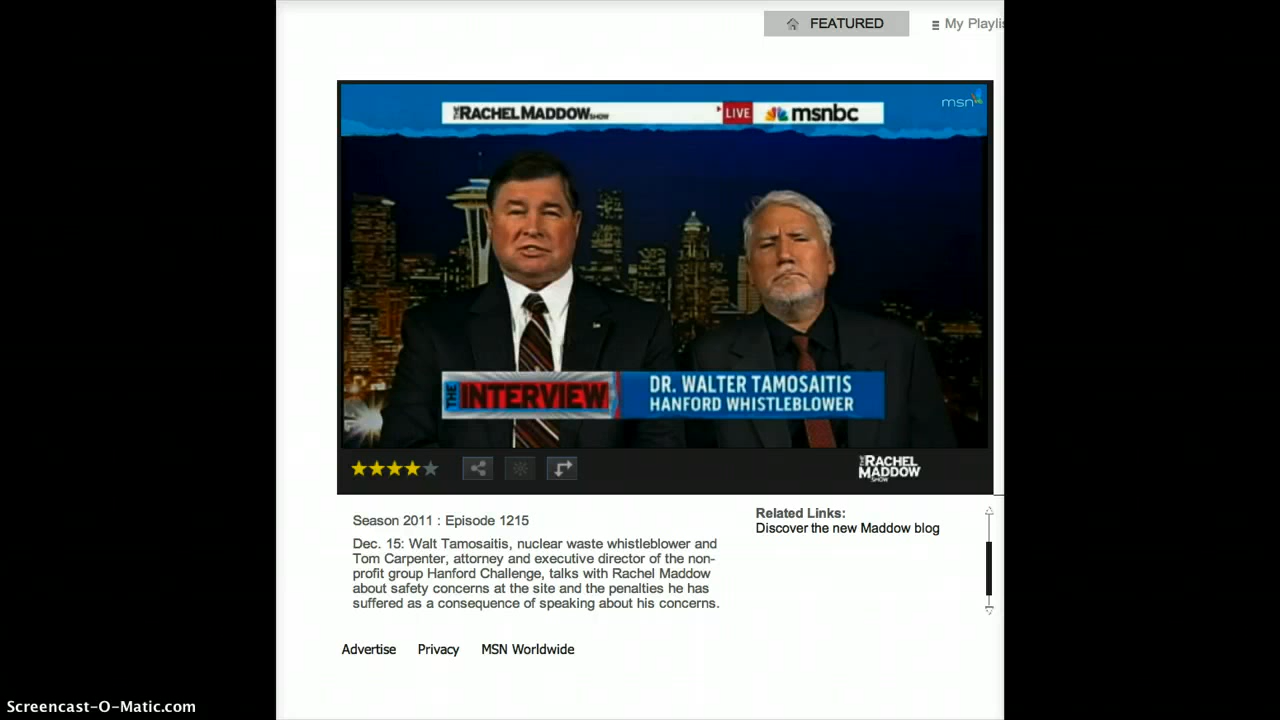 FEATURED
My Playlis
THE RACHEL MADDOW SHOW
LIVE
msnbc
msn
THE INTERVIEW
DR. WALTER TAMOSAITIS
HANFORD WHISTLEBLOWER
THE
RACHEL
MADDOW
SHOW
Season 2011 : Episode 1215
Dec. 15: Walt Tamosaitis, nuclear waste whistleblower and
Tom Carpenter, attorney and executive director of the non-
profit group Hanford Challenge, talks with Rachel Maddow
about safety concerns at the site and the penalties he has
suffered as a consequence of speaking about his concerns.
Related Links:
Discover the new Maddow blog
Advertise Privacy MSN Worldwide
Screencast-O-Matic.com